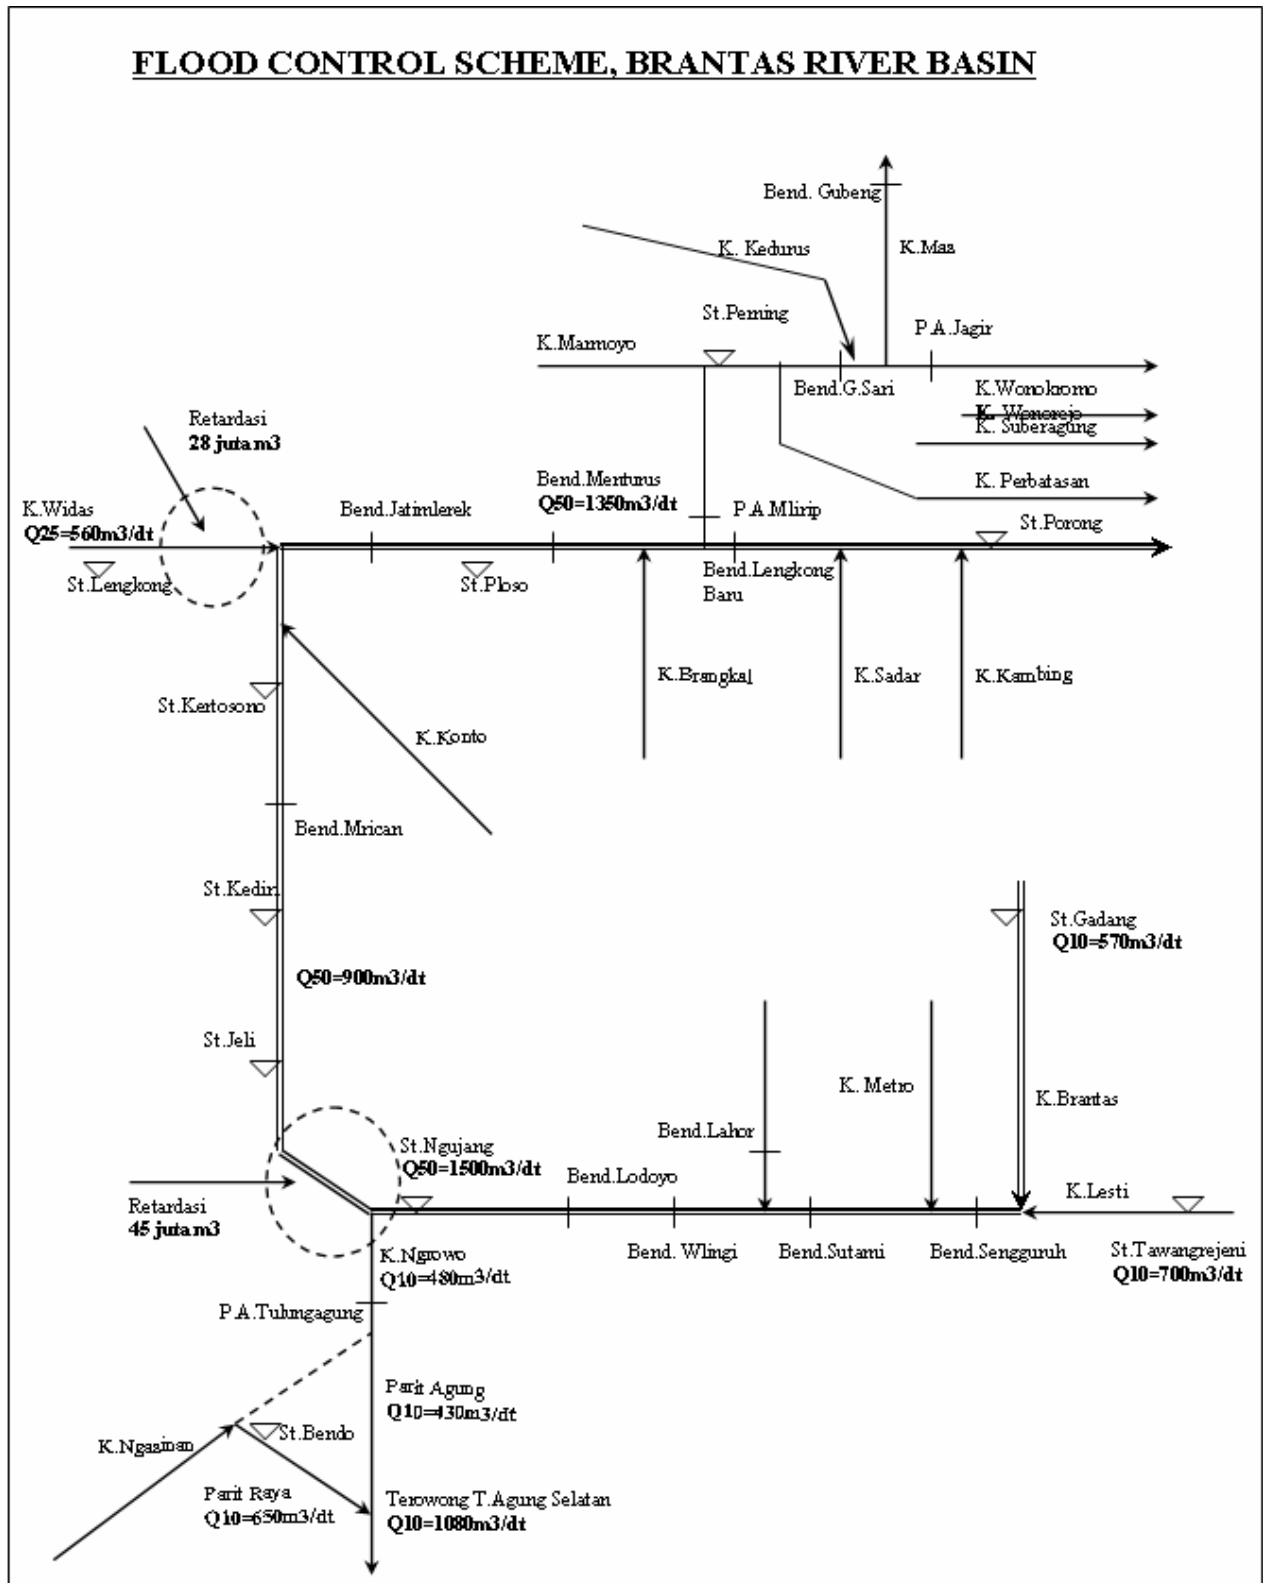 FLOOD CONTROL SCHEME, BRANTAS RIVER BASIN
Bend. Gubeng
K. Kedurus
K.Mas
St.Perning
P.A.Jagir
K.Marmoyo
Bend.G.Sari
K.Wonokromo
K. Wonorejo
K. Suberagung
Retardasi
28 juta m3
Bend.Menturus
Q50=1350m3/dt
K. Perbatasan
K.Widas
Q25=560m3/dt
Bend.Jatimlerek
P.A.Mlirip
St.Porong
St.Lengkong
St.Ploso
Bend.Lengkong
Baru
K.Brangkal
K.Sadar
K.Kambing
St.Kertosono
K.Konto
Bend.Mrican
St.Kediri
St.Gadang
Q10=570m3/dt
Q50=900m3/dt
St.Jeli
K. Metro
K.Brantas
Bend.Lahor
St.Ngujang
Q50=1500m3/dt
Bend.Lodoyo
K.Lesti
Retardasi
45 juta m3
K.Ngrowo
Q10=480m3/dt
Bend. Wlingi
Bend.Sutami
Bend.Sengguruh
St.Tawangrejeni
Q10=700m3/dt
P.A.Tulungagung
Parit Agung
Q10=430m3/dt
K.Ngasinan
St.Bendo
Parit Raya
Q10=650m3/dt
Terowong T.Agung Selatan
Q10=1080m3/dt